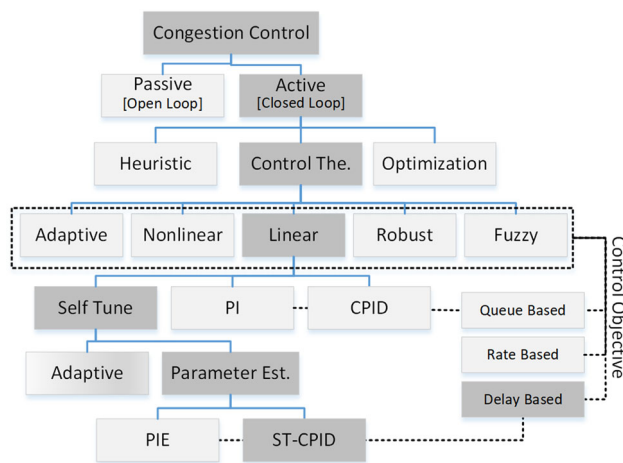 Congestion Control
Passive
[Open Loop]
Active
[Closed Loop]
Heuristic
Control The.
Optimization
Adaptive
Nonlinear
Linear
Robust
Fuzzy
Control Objective
Self Tune
PI
CPID
Queue Based
Adaptive
Parameter Est.
Rate Based
Delay Based
PIE
ST-CPID